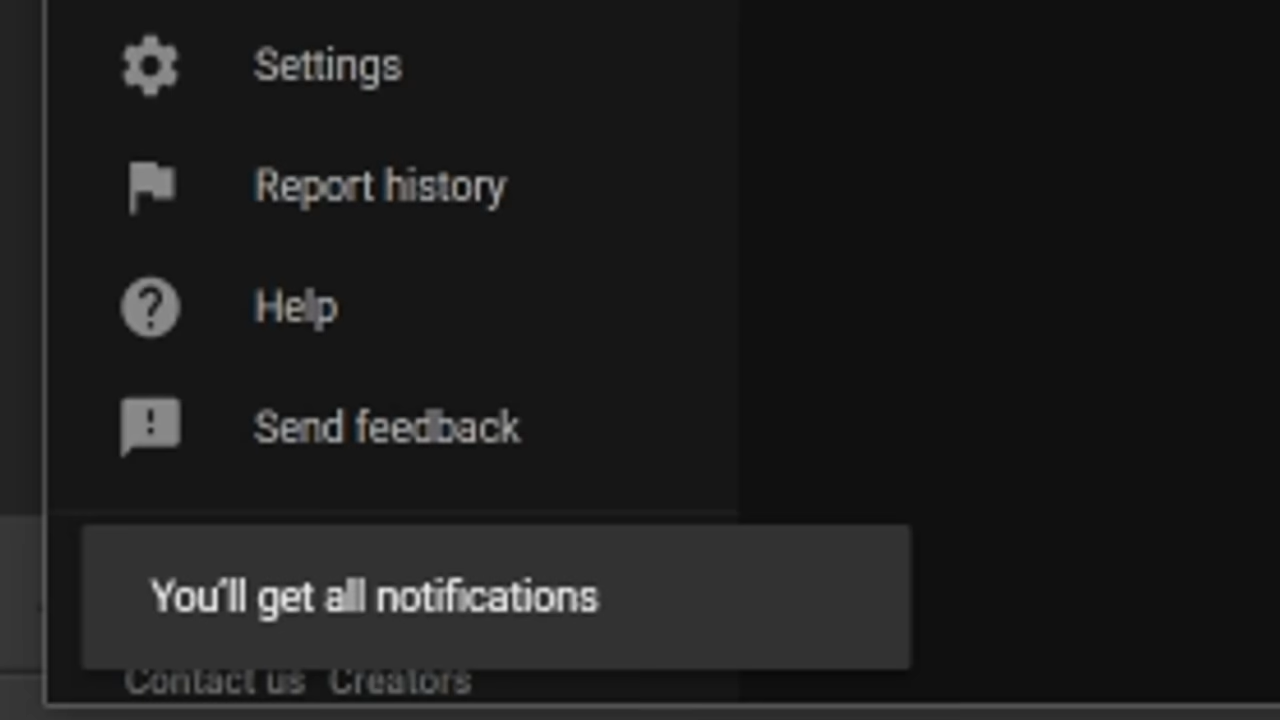 Settings
Report history
Help
Send feedback
You'll get all notifications
Contact us Creators